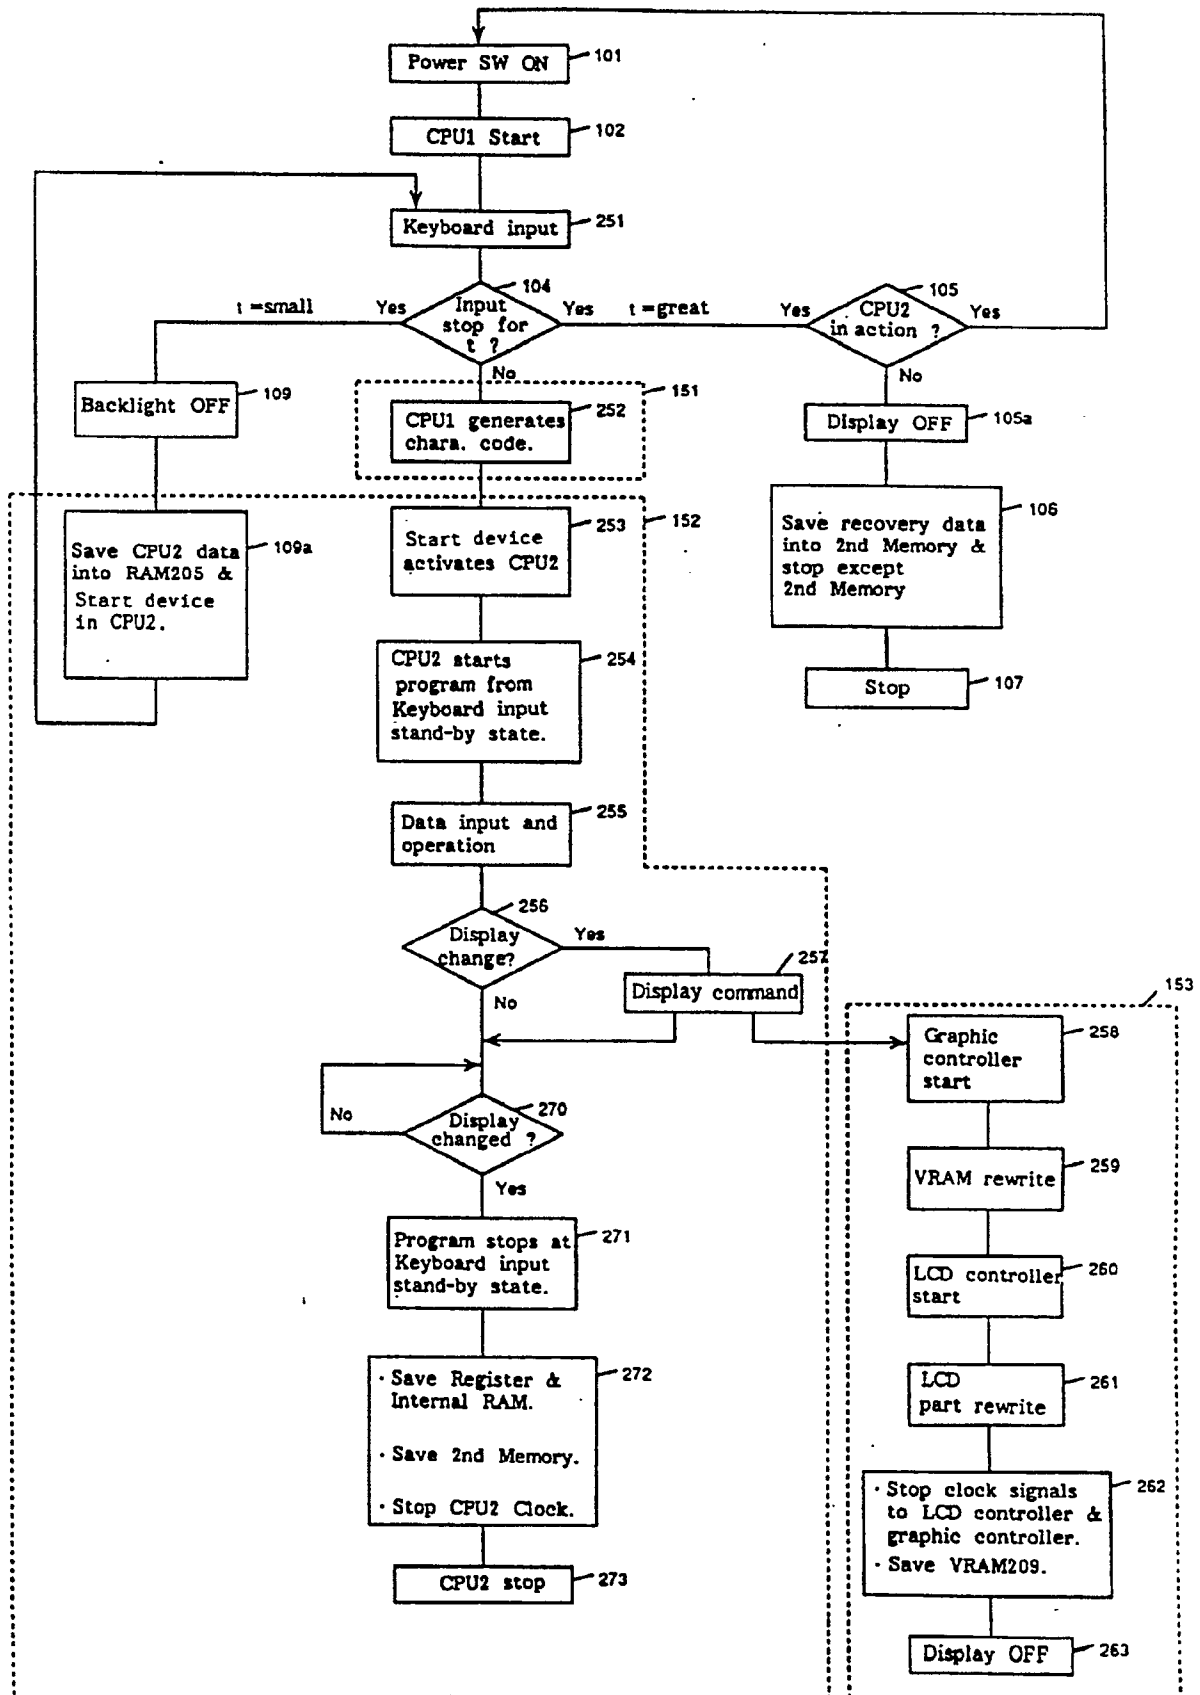 Power SW ON
101
CPU1 Start
102
Keyboard input
251
104
Input
stop for
t ?
t =small
Yes
Yes
t=great
Yes
105
CPU2
in action ?
Yes
No
No
Backlight OFF
109
151
CPU1 generates
chara. code.
252
Display OFF
105a
Save CPU2 data
into RAM205 &
Start device
in CPU2.
109a
Start device
activates CPU2
253
152
Save recovery data
into 2nd Memory &
stop except
2nd Memory
106
CPU2 starts
program from
Keyboard input
stand-by state.
254
Stop
107
Data input and
operation
255
256
Display
change?
Yes
No
257
Display command
153
Graphic
controller
start
258
270
Display
changed ?
No
Yes
VRAM rewrite
259
Program stops at
Keyboard input
stand-by state.
271
LCD controller
start
260
· Save Register &
Internal RAM.
· Save 2nd Memory.
· Stop CPU2 Clock.
272
LCD
part rewrite
261
· Stop clock signals
to LCD controller &
graphic controller.
· Save VRAM209.
262
CPU2 stop
273
Display OFF
263